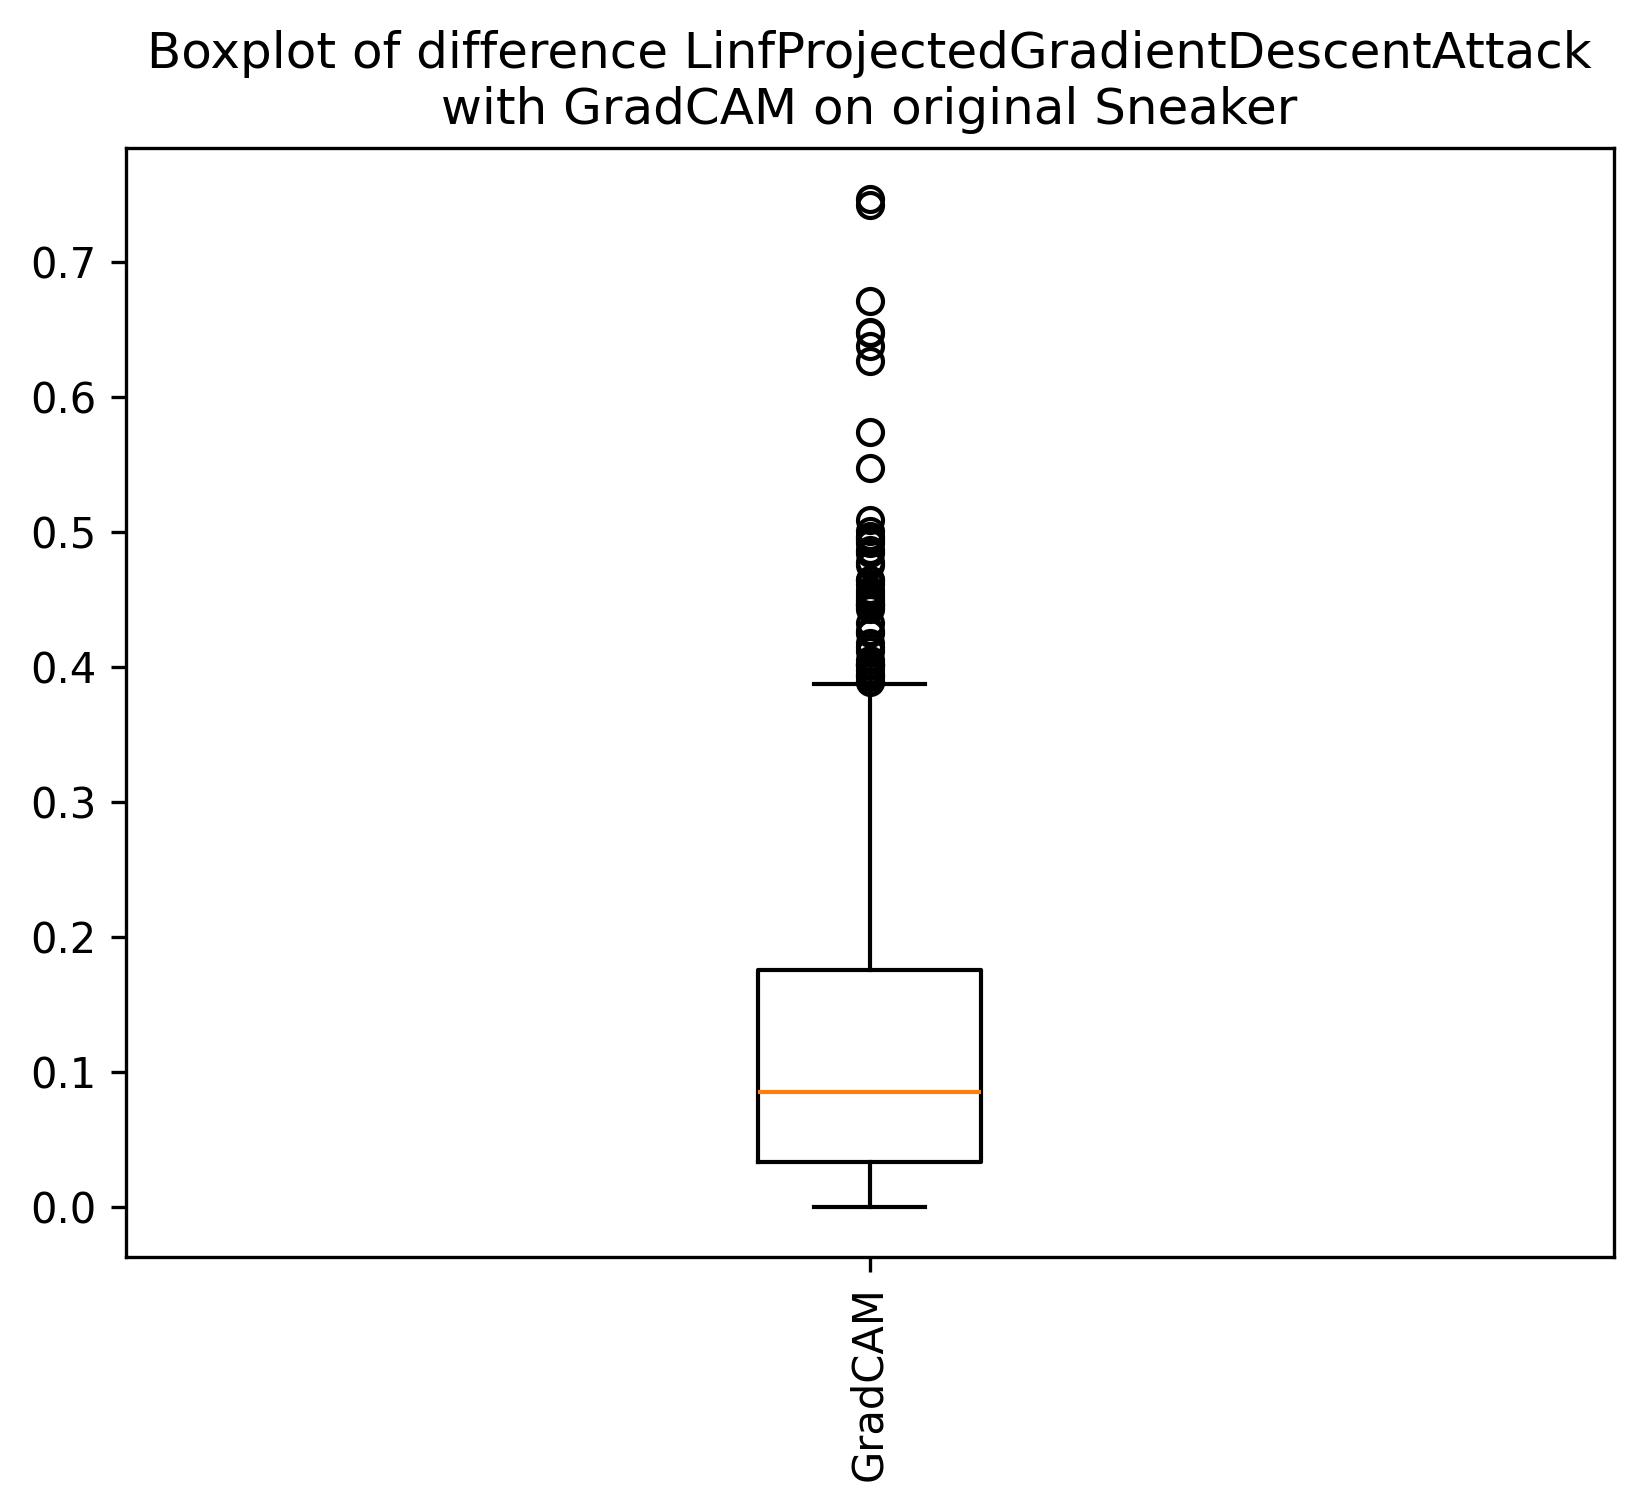 Boxplot of difference LinfProjectedGradientDescentAttack
with GradCAM on original Sneaker
0.7
0.6
0.5
0.4
0.3
0.2
0.1
0.0
GradCAM